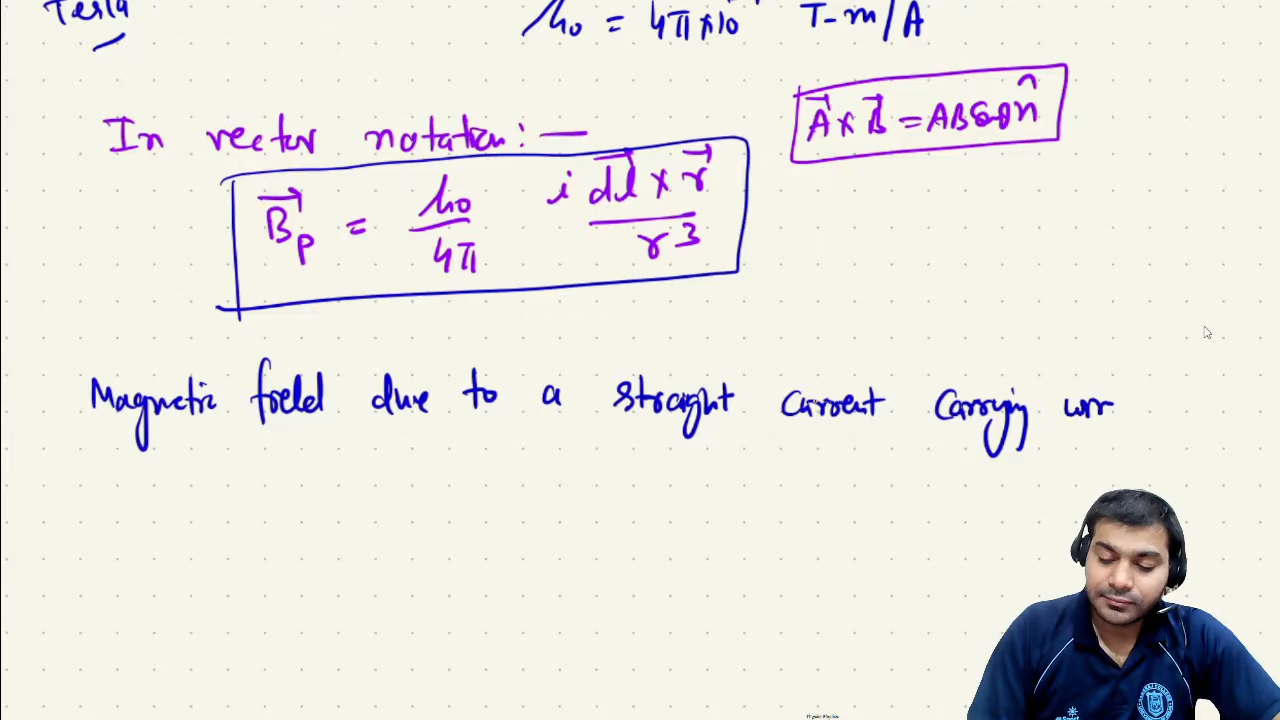 Tesla
μ₀ = 4π×10 T-m/A
A⃗ × B⃗ = AB sinθ n̂
In vector notation: —
B⃗p = μ₀/4π i d⃗l × r⃗ / r³
Magnetic field due to a straight current carrying wir